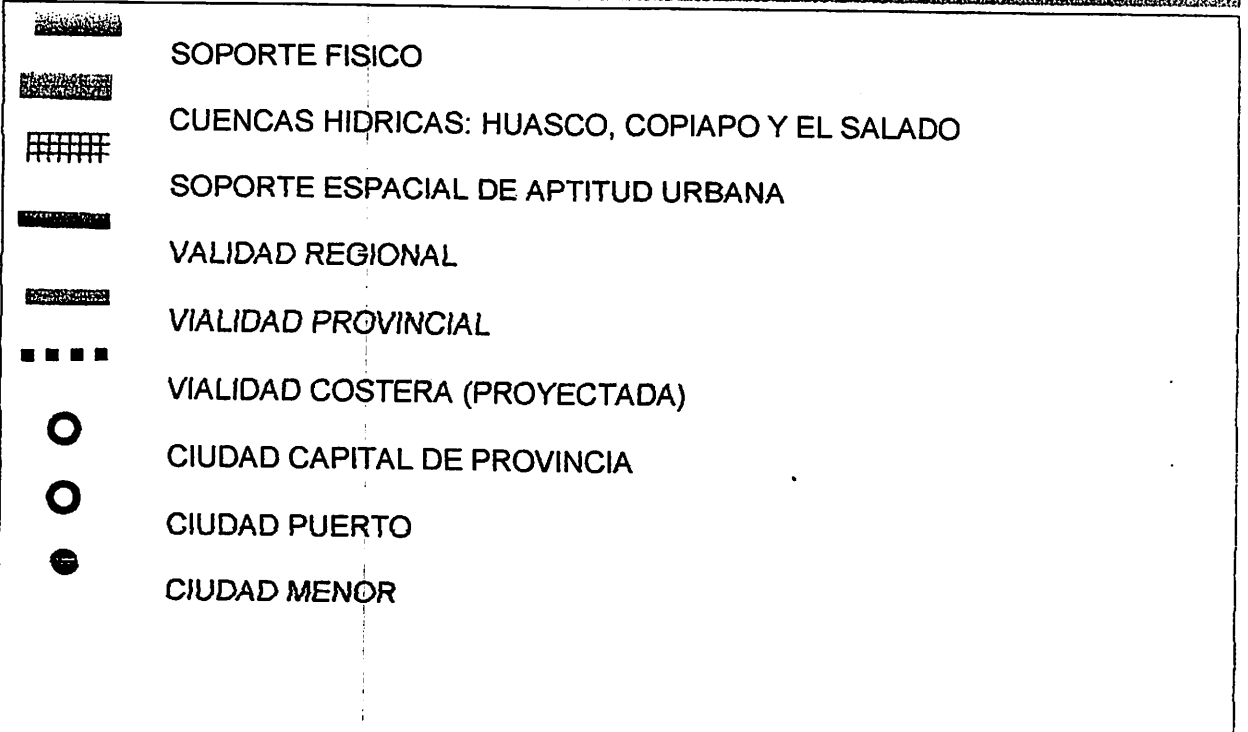 SOPORTE FISICO
CUENCAS HIDRICAS: HUASCO, COPIAPO Y EL SALADO
SOPORTE ESPACIAL DE APTITUD URBANA
VALIDAD REGIONAL
VIALIDAD PROVINCIAL
VIALIDAD COSTERA (PROYECTADA)
CIUDAD CAPITAL DE PROVINCIA
CIUDAD PUERTO
CIUDAD MENOR